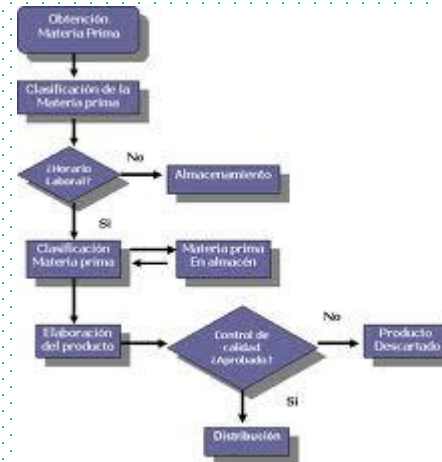 Obtención
Materia Prima
Clasificación de la
Materia prima
¿Horario
Laboral?
No
Almacenamiento
Si
Clasificación
Materia prima
Materia prima
En almacén
Elaboración
del producto
Control de
calidad
¿Aprobado?
No
Producto
Descartado
Si
Distribución